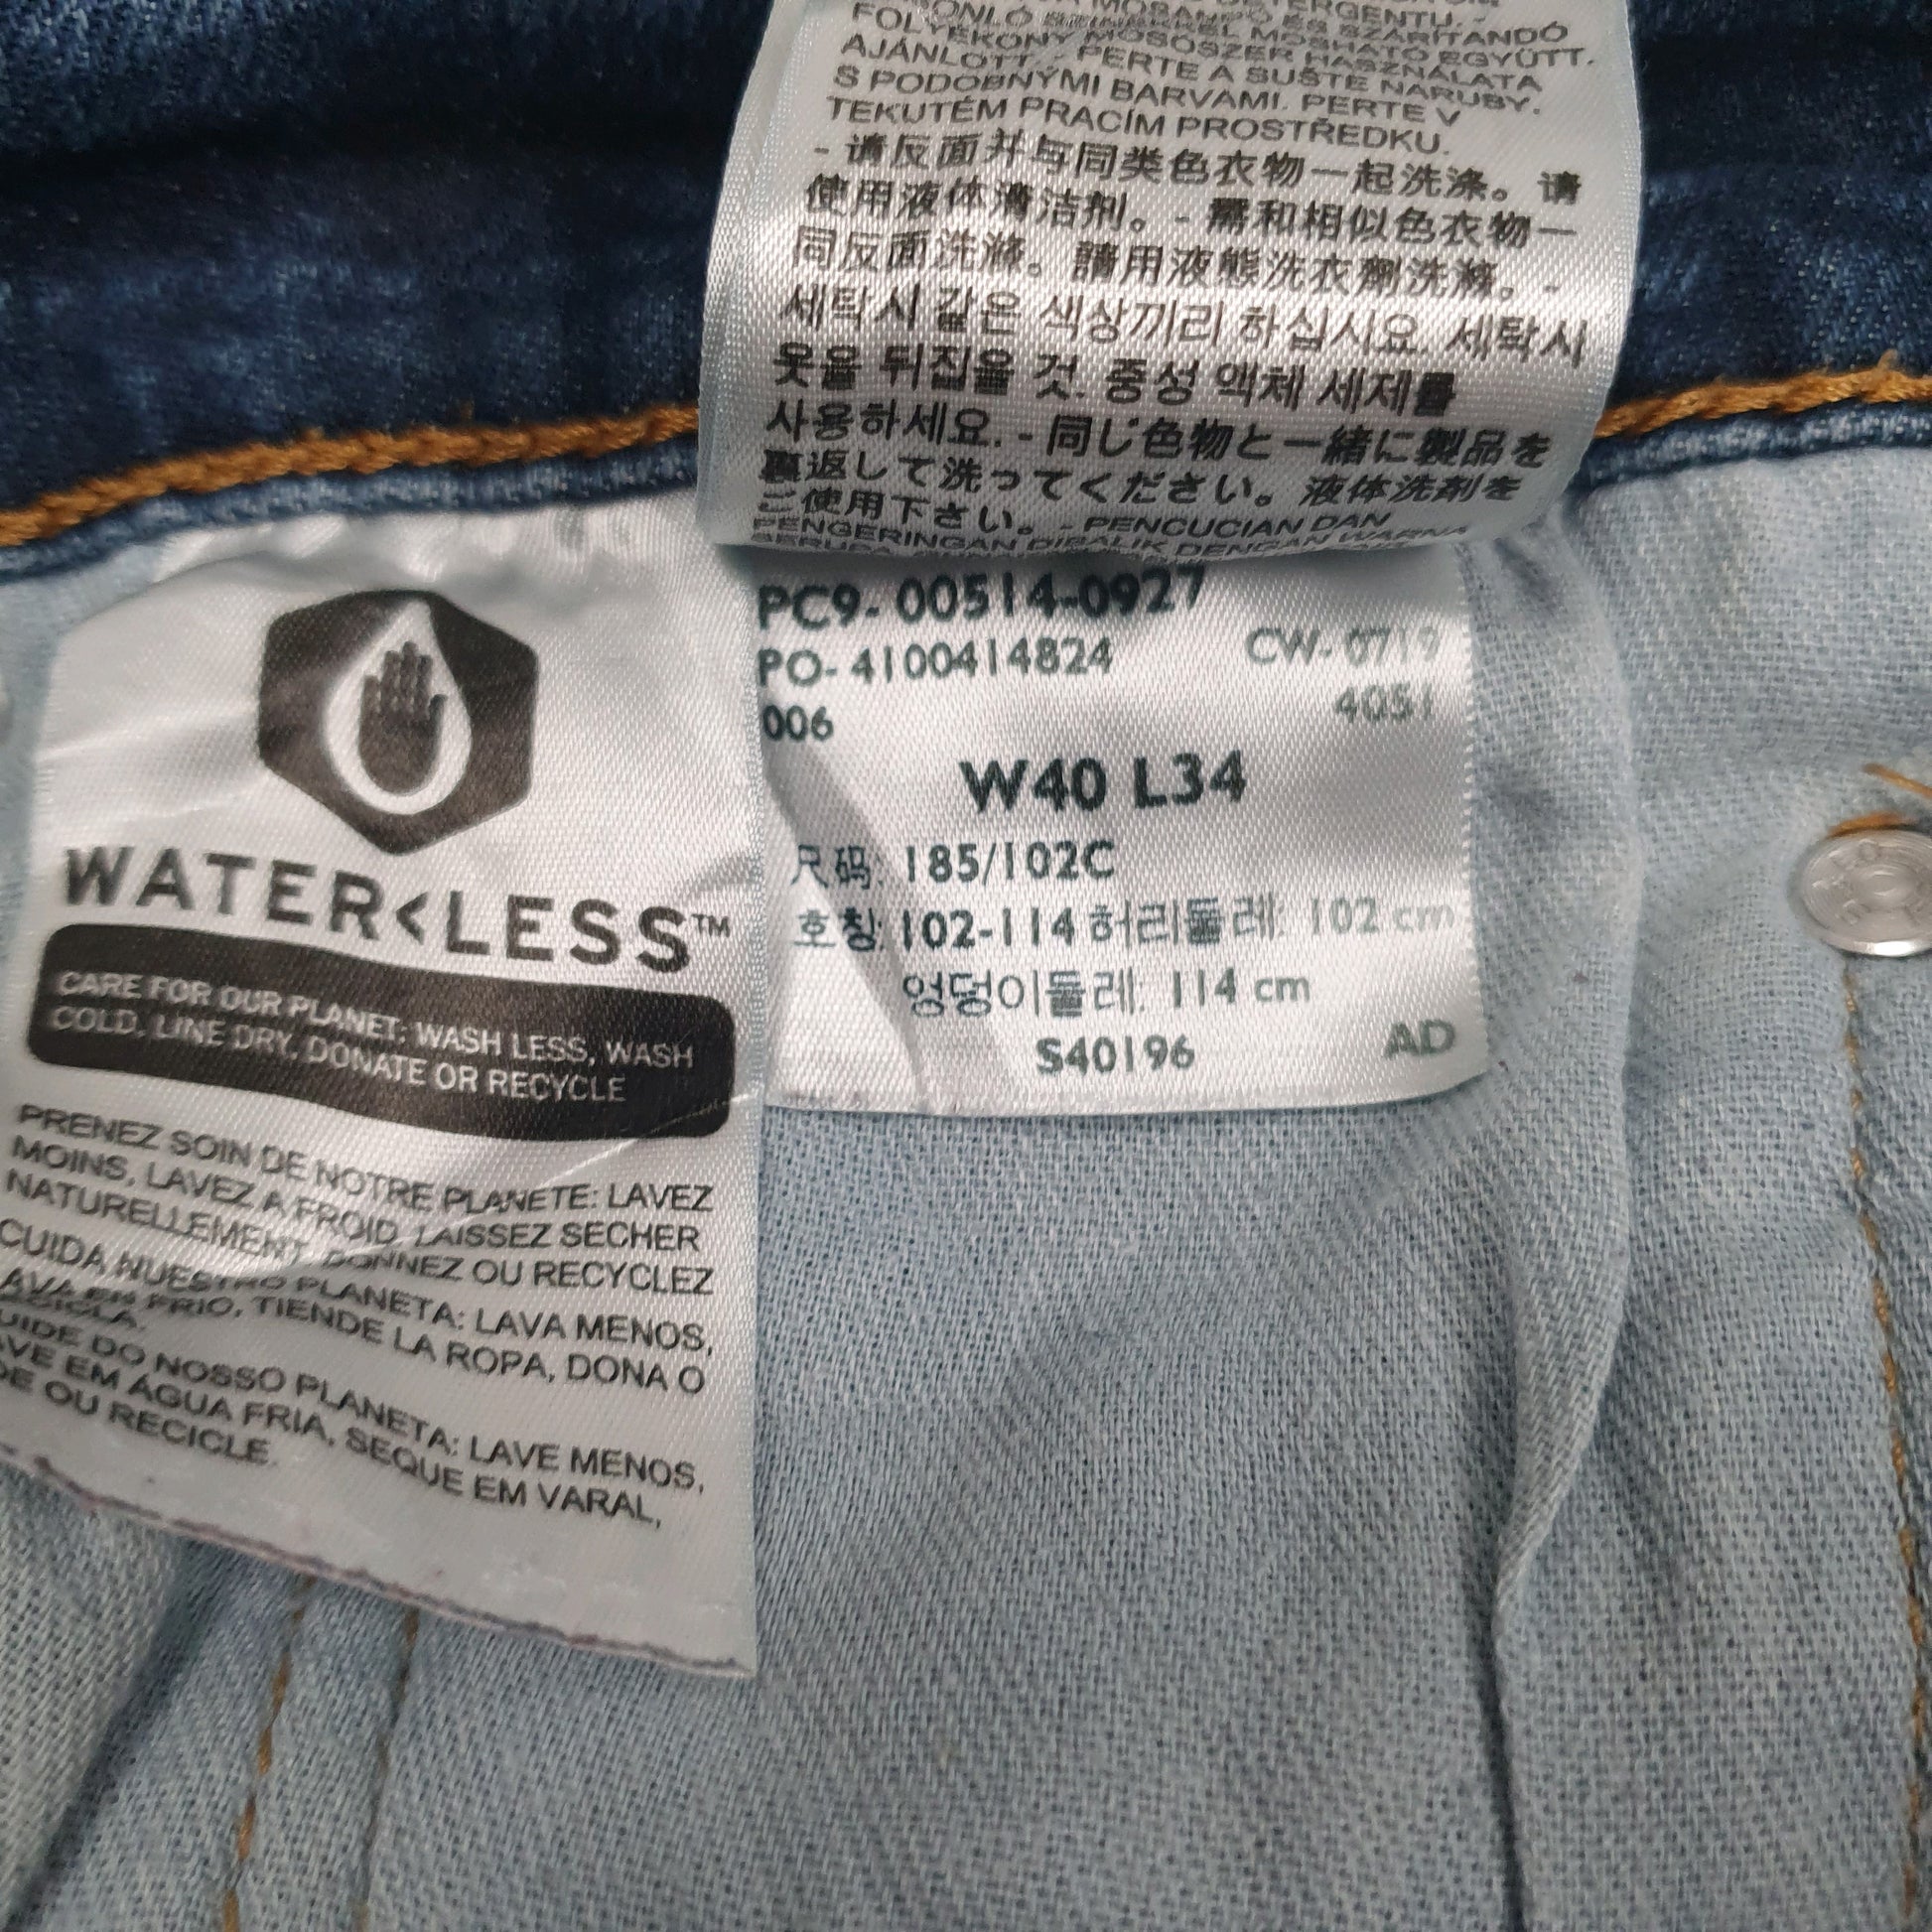 FOLYÉKONY MOSÓSZER HASZNÁLATA
AJÁNLOTT. - PERTE A SUŠTE NARUBY.
S PODOBNÝMI BARVAMI. PERTE V
TEKUTÉM PRACÍM PROSTŘEDKU.
- 请反面并与同类色衣物一起洗涤。请
使用液体清洁剂。- 需和相似色衣物一
同反面洗滌。請用液態洗衣劑洗滌。-
세탁시 같은 색상끼리 하십시요. 세탁시
옷을 뒤집을 것. 중성 액체 세제를
사용하세요. - 同じ色物と一緒に製品を
裏返して洗ってください。液体洗剤を
ご使用下さい。- PENCUCIAN DAN
PENGERINGAN DIBALIK DENGAN WARNA
WATER<LESS™
CARE FOR OUR PLANET: WASH LESS, WASH
COLD, LINE DRY, DONATE OR RECYCLE
PRENEZ SOIN DE NOTRE PLANETE: LAVEZ
MOINS, LAVEZ A FROID, LAISSEZ SECHER
NATURELLEMENT, DONNEZ OU RECYCLEZ
CUIDA NUESTRO PLANETA: LAVA MENOS,
AVA EN FRIO, TIENDE LA ROPA, DONA O
UIDE DO NOSSO PLANETA: LAVE MENOS,
VE EM AGUA FRIA, SEQUE EM VARAL,
DE OU RECICLE.
PC9- 00514-0927
PO- 4100414824 CW- 0719
006 4051
W40 L34
尺码: 185/102C
호칭: 102-114 허리둘레: 102 cm
엉덩이둘레: 114 cm
S40196 AD